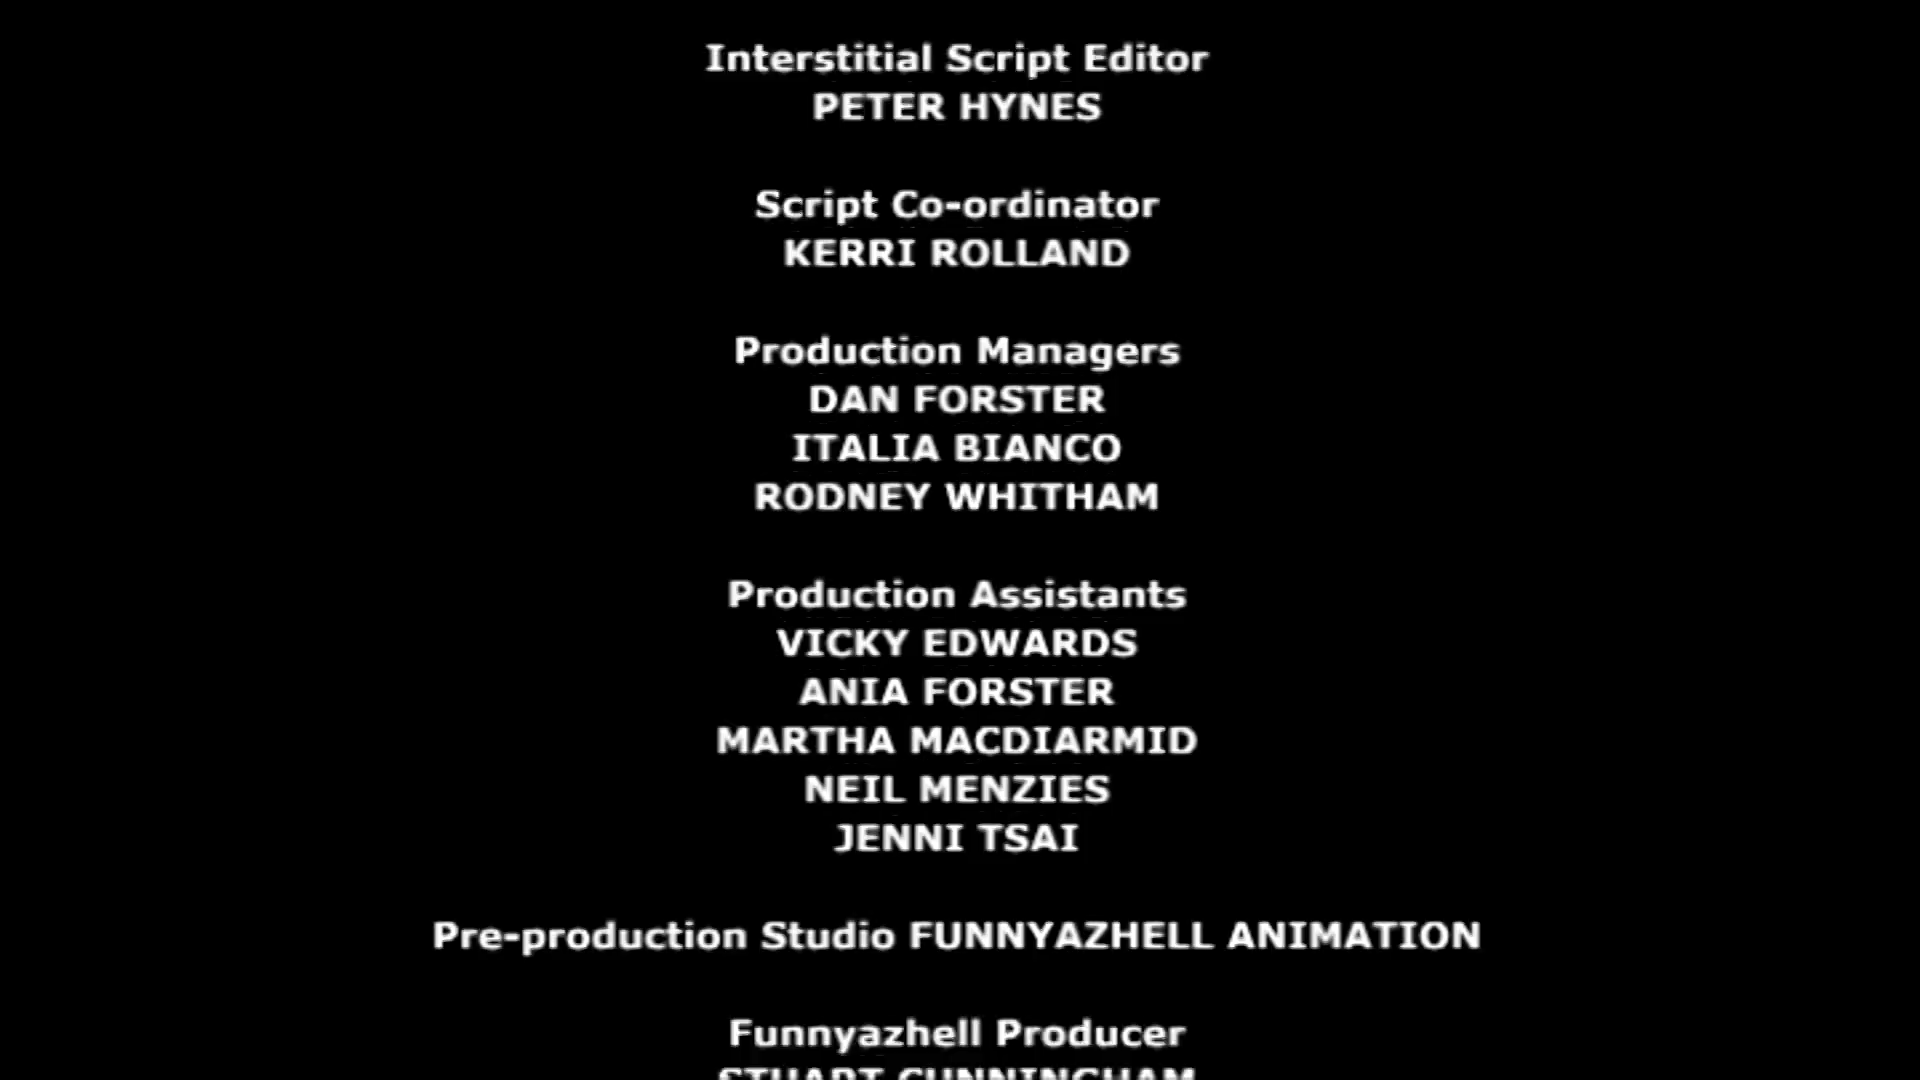 Interstitial Script Editor
PETER HYNES
Script Co-ordinator
KERRI ROLLAND
Production Managers
DAN FORSTER
ITALIA BIANCO
RODNEY WHITHAM
Production Assistants
VICKY EDWARDS
ANIA FORSTER
MARTHA MACDIARMID
NEIL MENZIES
JENNI TSAI
Pre-production Studio FUNNYAZHELL ANIMATION
Funnyazhell Producer
STUART CUNNINGHAM